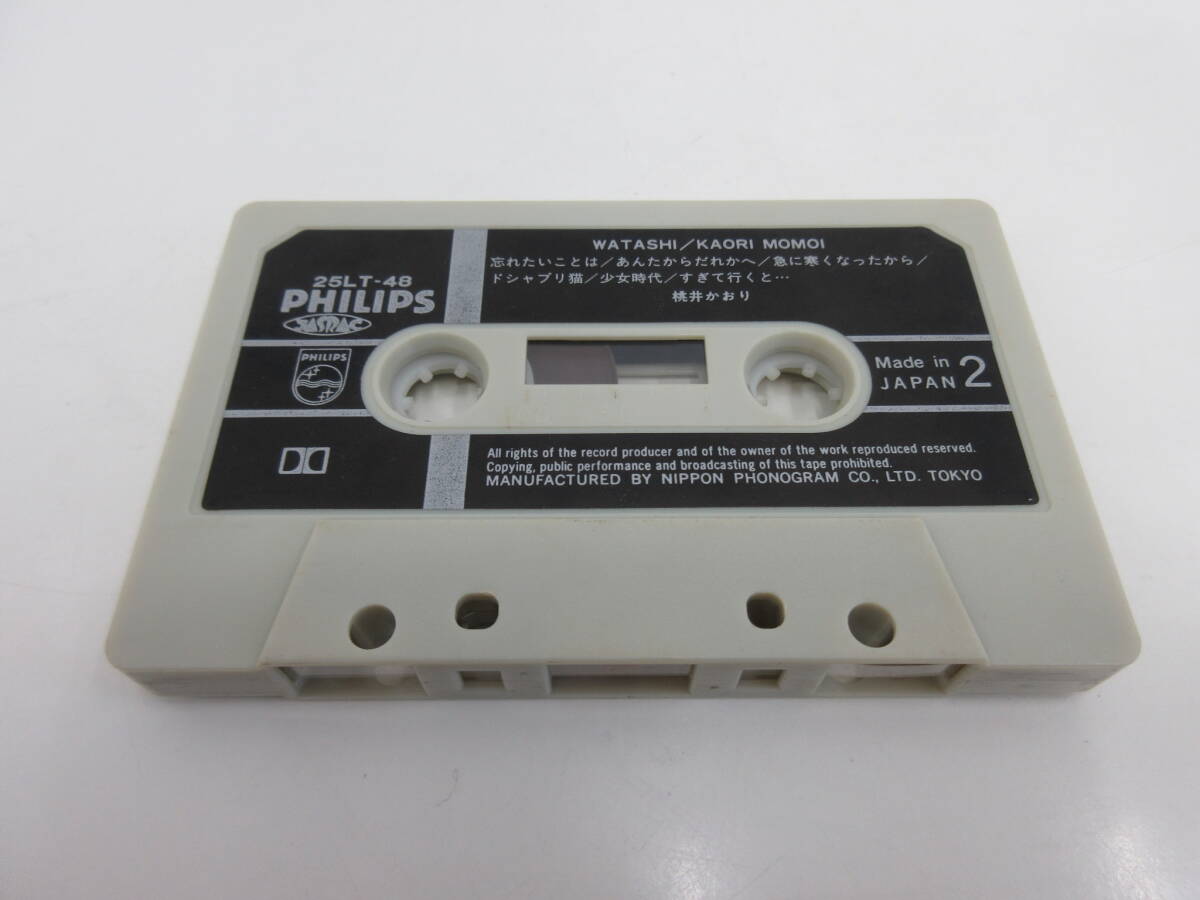 WATASHI/KAORI MOMOI
忘れたいことは/あんたからだれかへ/急に寒くなったから/
ドシャブリ猫/少女時代/すぎて行くと…
桃井かおり
25LT-48
PHILIPS
JASRAC
PHILIPS
Made in
JAPAN 2
All rights of the record producer and of the owner of the work reproduced reserved.
Copying, public performance and broadcasting of this tape prohibited.
MANUFACTURED BY NIPPON PHONOGRAM CO., LTD. TOKYO